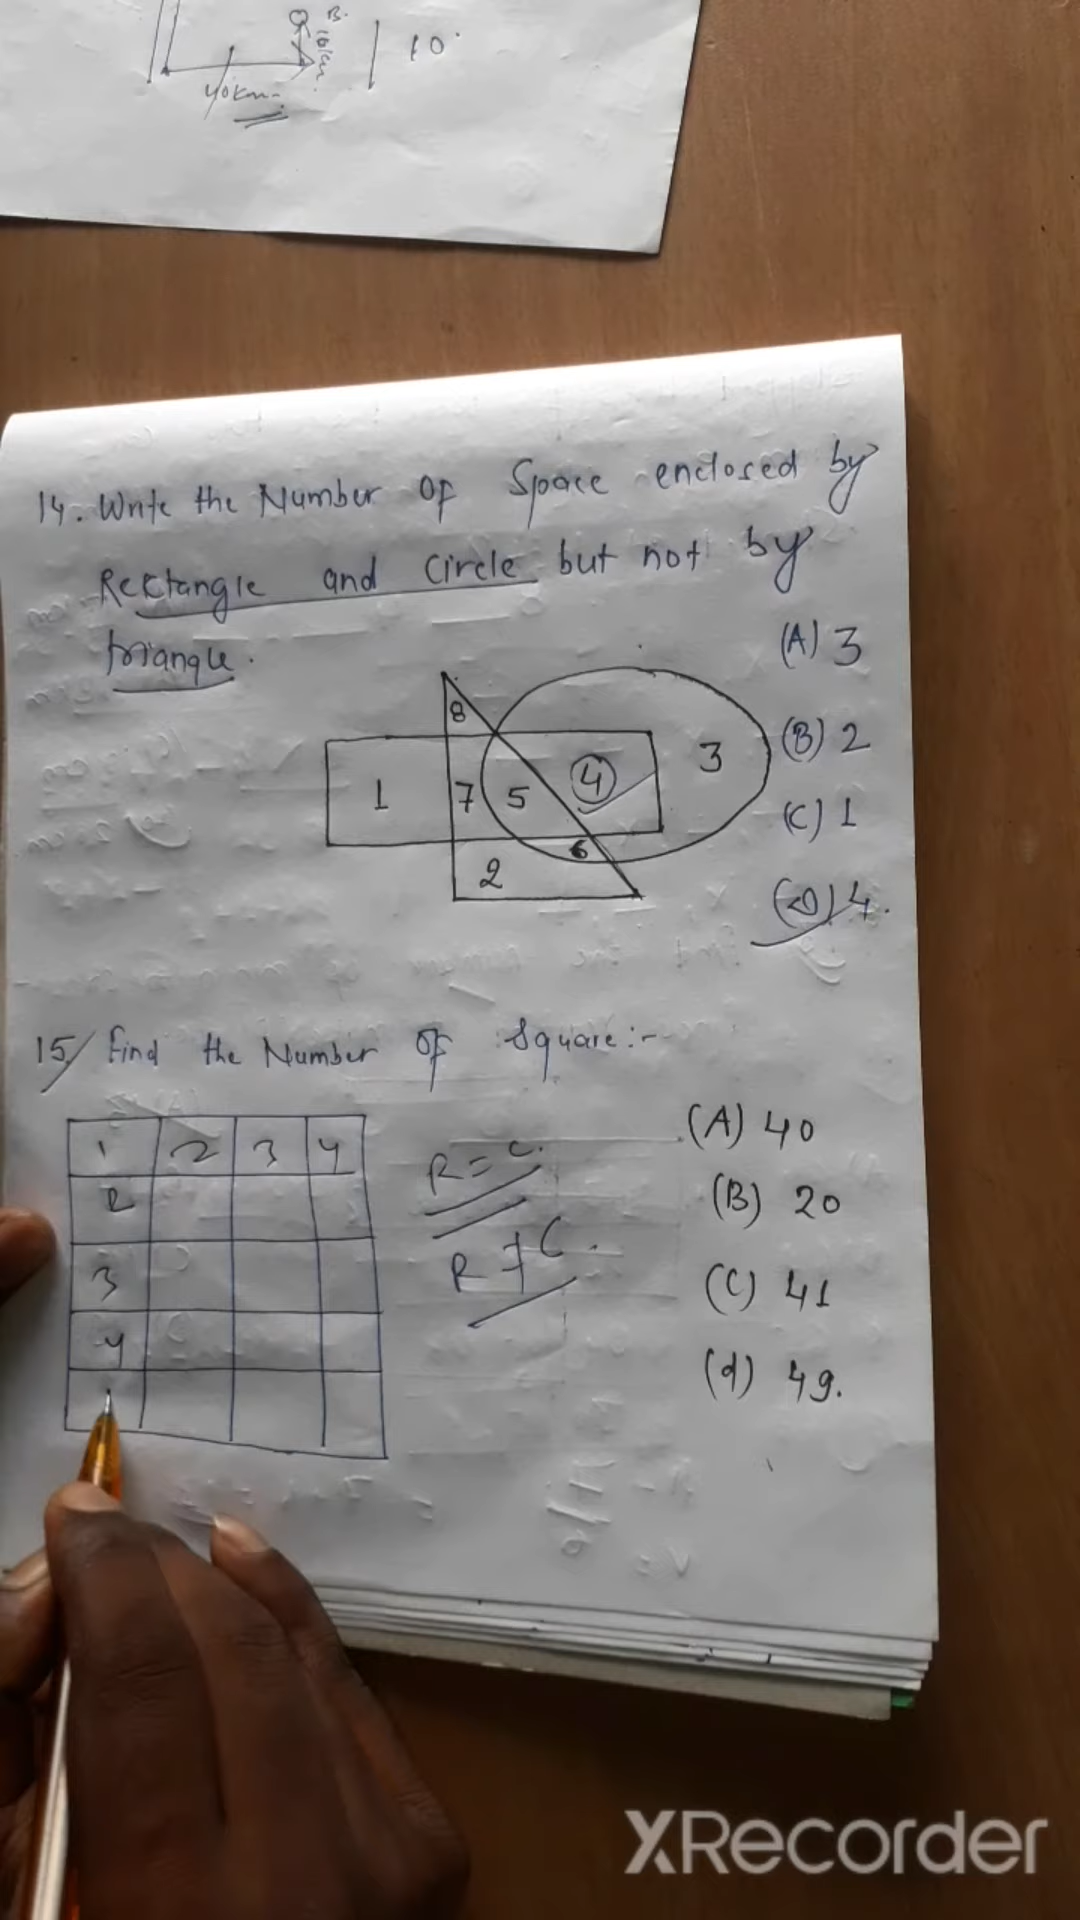 B.
10km
40km.
10.
14. Write the Number Of Space enclosed by
Rectangle and Circle but not by
triangle.
(A) 3
(B) 2
(C) 1
(D) 4.
8
1 7 5 4 3
2 6
15/ Find the Number Of Square:-
1 2 3 4
2
3
4
R = C.
R ≠ C.
(A) 40
(B) 20
(C) 41
(d) 49.
XRecorder